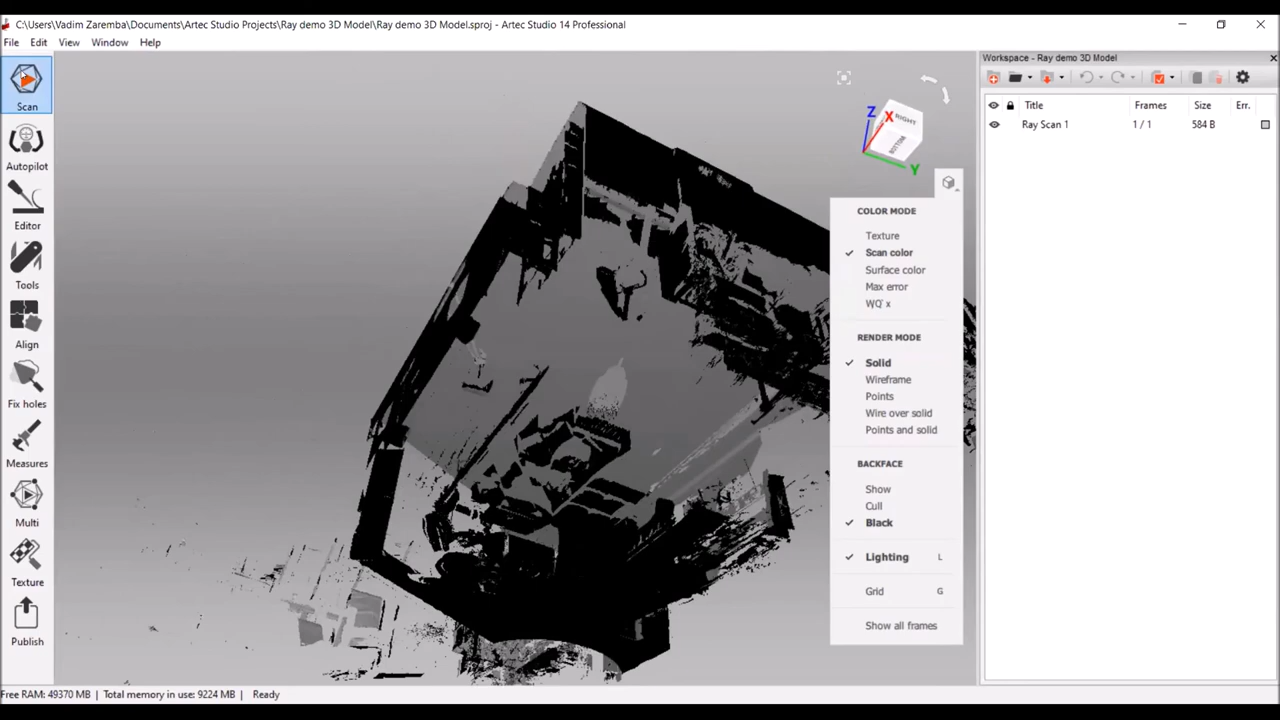 C:\Users\Vadim Zaremba\Documents\Artec Studio Projects\Ray demo 3D Model\Ray demo 3D Model.sproj - Artec Studio 14 Professional
File Edit View Window Help
Workspace - Ray demo 3D Model
Scan
Autopilot
Editor
Tools
Align
Fix holes
Measures
Multi
Texture
Publish
Z
X
RIGHT
BOTTOM
Y
COLOR MODE
Texture
Scan color
Surface color
Max error
WQ x
RENDER MODE
Solid
Wireframe
Points
Wire over solid
Points and solid
BACKFACE
Show
Cull
Black
Lighting L
Grid G
Show all frames
Title Frames Size Err.
Ray Scan 1 1 / 1 584 B
Free RAM: 49370 MB | Total memory in use: 9224 MB | Ready